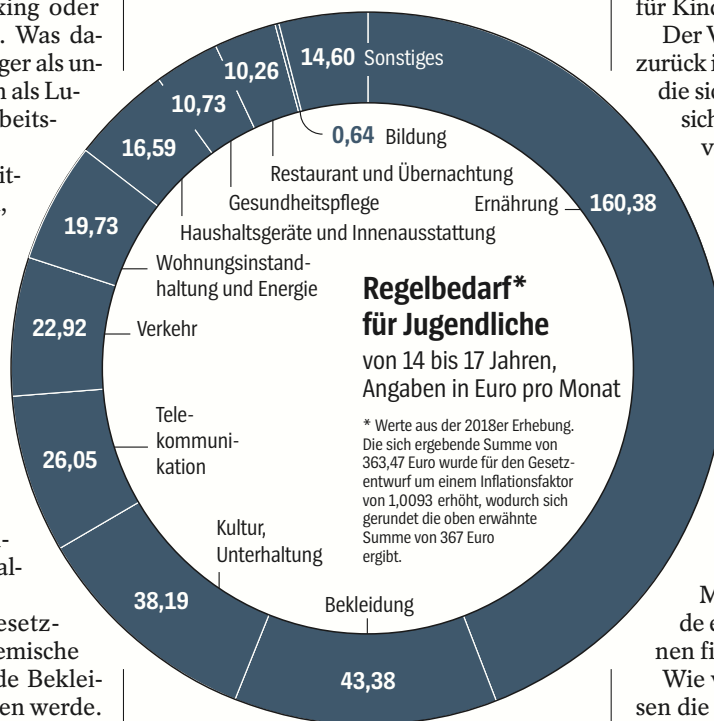 xing oder
. Was da-
ger als un-
n als Lu-
beits-
it-
,
-
al-
esetz-
emische
de Beklei-
en werde.
14,60 Sonstiges
10,26
10,73
0,64 Bildung
16,59
Restaurant und Übernachtung
Gesundheitspflege
Ernährung
160,38
19,73
Haushaltsgeräte und Innenausstattung
Wohnungsinstand-
haltung und Energie
22,92
Verkehr
Regelbedarf*
für Jugendliche
von 14 bis 17 Jahren,
Angaben in Euro pro Monat
* Werte aus der 2018er Erhebung.
Die sich ergebende Summe von
363,47 Euro wurde für den Gesetz-
entwurf um einem Inflationsfaktor
von 1,0093 erhöht, wodurch sich
gerundet die oben erwähnte
Summe von 367 Euro
ergibt.
Tele-
kommuni-
kation
26,05
Kultur,
Unterhaltung
38,19
Bekleidung
43,38
für Kind
Der V
zurück i
die sic
sich
v
M
de e
nen fi
Wie v
sen die